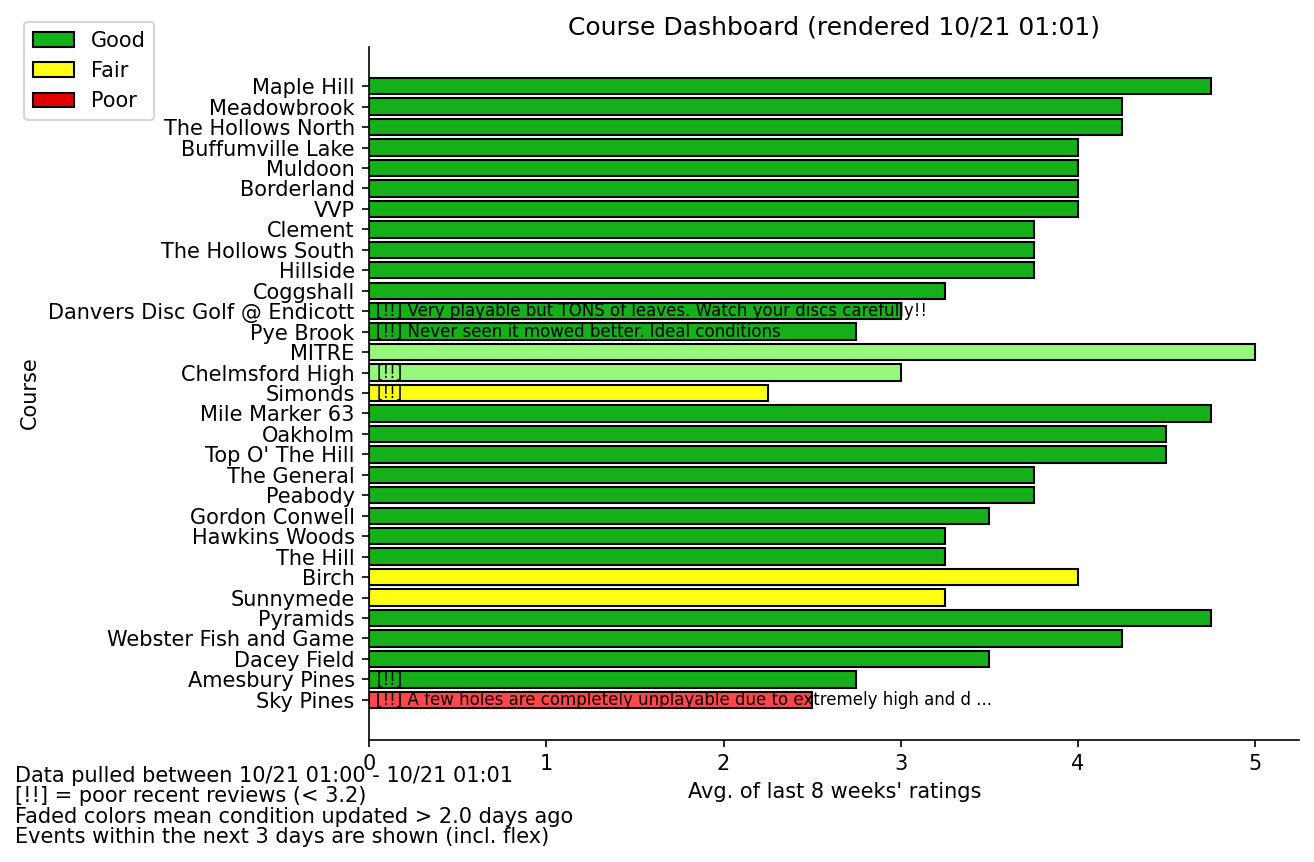 Course Dashboard (rendered 10/21 01:01)
Good
Fair
Poor
Course
Maple Hill
Meadowbrook
The Hollows North
Buffumville Lake
Muldoon
Borderland
VVP
Clement
The Hollows South
Hillside
Coggshall
Danvers Disc Golf @ Endicott [!!] Very playable but TONS of leaves. Watch your discs carefully!!
Pye Brook [!!] Never seen it mowed better. Ideal conditions
MITRE
Chelmsford High [!!]
Simonds [!!]
Mile Marker 63
Oakholm
Top O' The Hill
The General
Peabody
Gordon Conwell
Hawkins Woods
The Hill
Birch
Sunnymede
Pyramids
Webster Fish and Game
Dacey Field
Amesbury Pines [!!]
Sky Pines [!!] A few holes are completely unplayable due to extremely high and d ...
0 1 2 3 4 5
Avg. of last 8 weeks' ratings
Data pulled between 10/21 01:00 - 10/21 01:01
[!!] = poor recent reviews (< 3.2)
Faded colors mean condition updated > 2.0 days ago
Events within the next 3 days are shown (incl. flex)